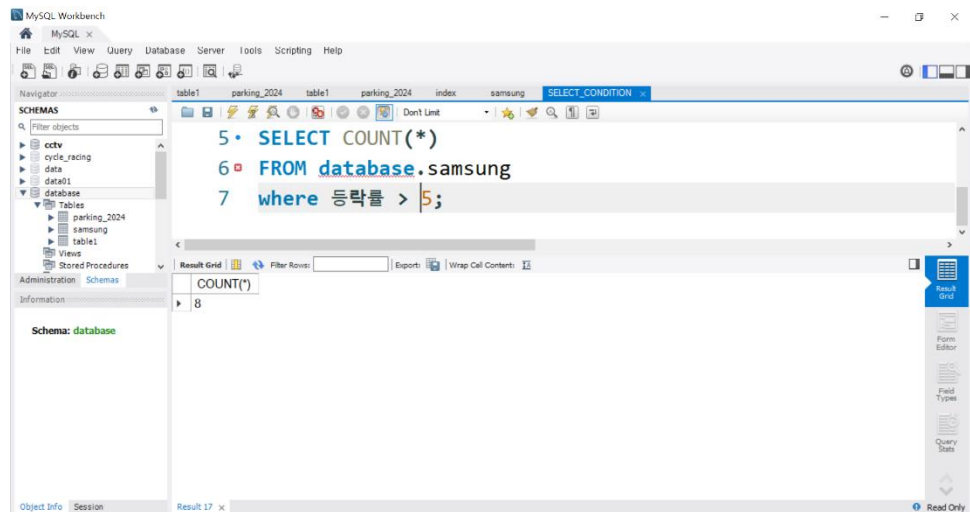 MySQL Workbench
MySQL ×
File Edit View Query Database Server Tools Scripting Help
Navigator
table1 parking_2024 table1 parking_2024 index samsung SELECT_CONDITION ×
SCHEMAS
Filter objects
cctv
cycle_racing
data
data01
database
Tables
parking_2024
samsung
table1
Views
Stored Procedures
Administration Schemas
Information
Schema: database
Object Info Session
Don't Limit
5 SELECT COUNT(*)
6 FROM database.samsung
7 where 등락률 > 5;
Result Grid Filter Rows: Export: Wrap Cell Content:
COUNT(*)
8
Result Grid
Form Editor
Field Types
Query Stats
Result 17 ×
Read Only